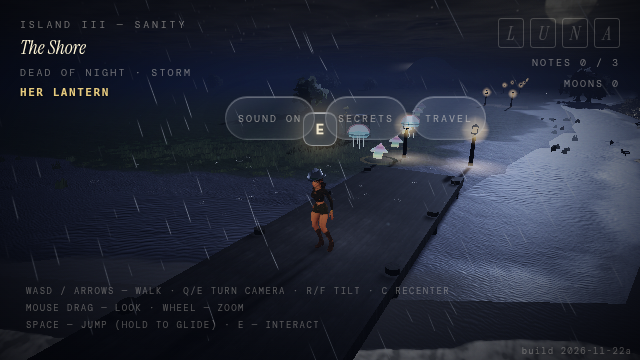 ISLAND III — SANITY
The Shore
DEAD OF NIGHT · STORM
HER LANTERN
LUNA
NOTES 0 / 3
MOONS 0
SOUND ON
E
SECRETS
TRAVEL
WASD / ARROWS — WALK · Q/E TURN CAMERA · R/F TILT · C RECENTER
MOUSE DRAG — LOOK · WHEEL — ZOOM
SPACE — JUMP (HOLD TO GLIDE) · E — INTERACT
build 2026-11-22a